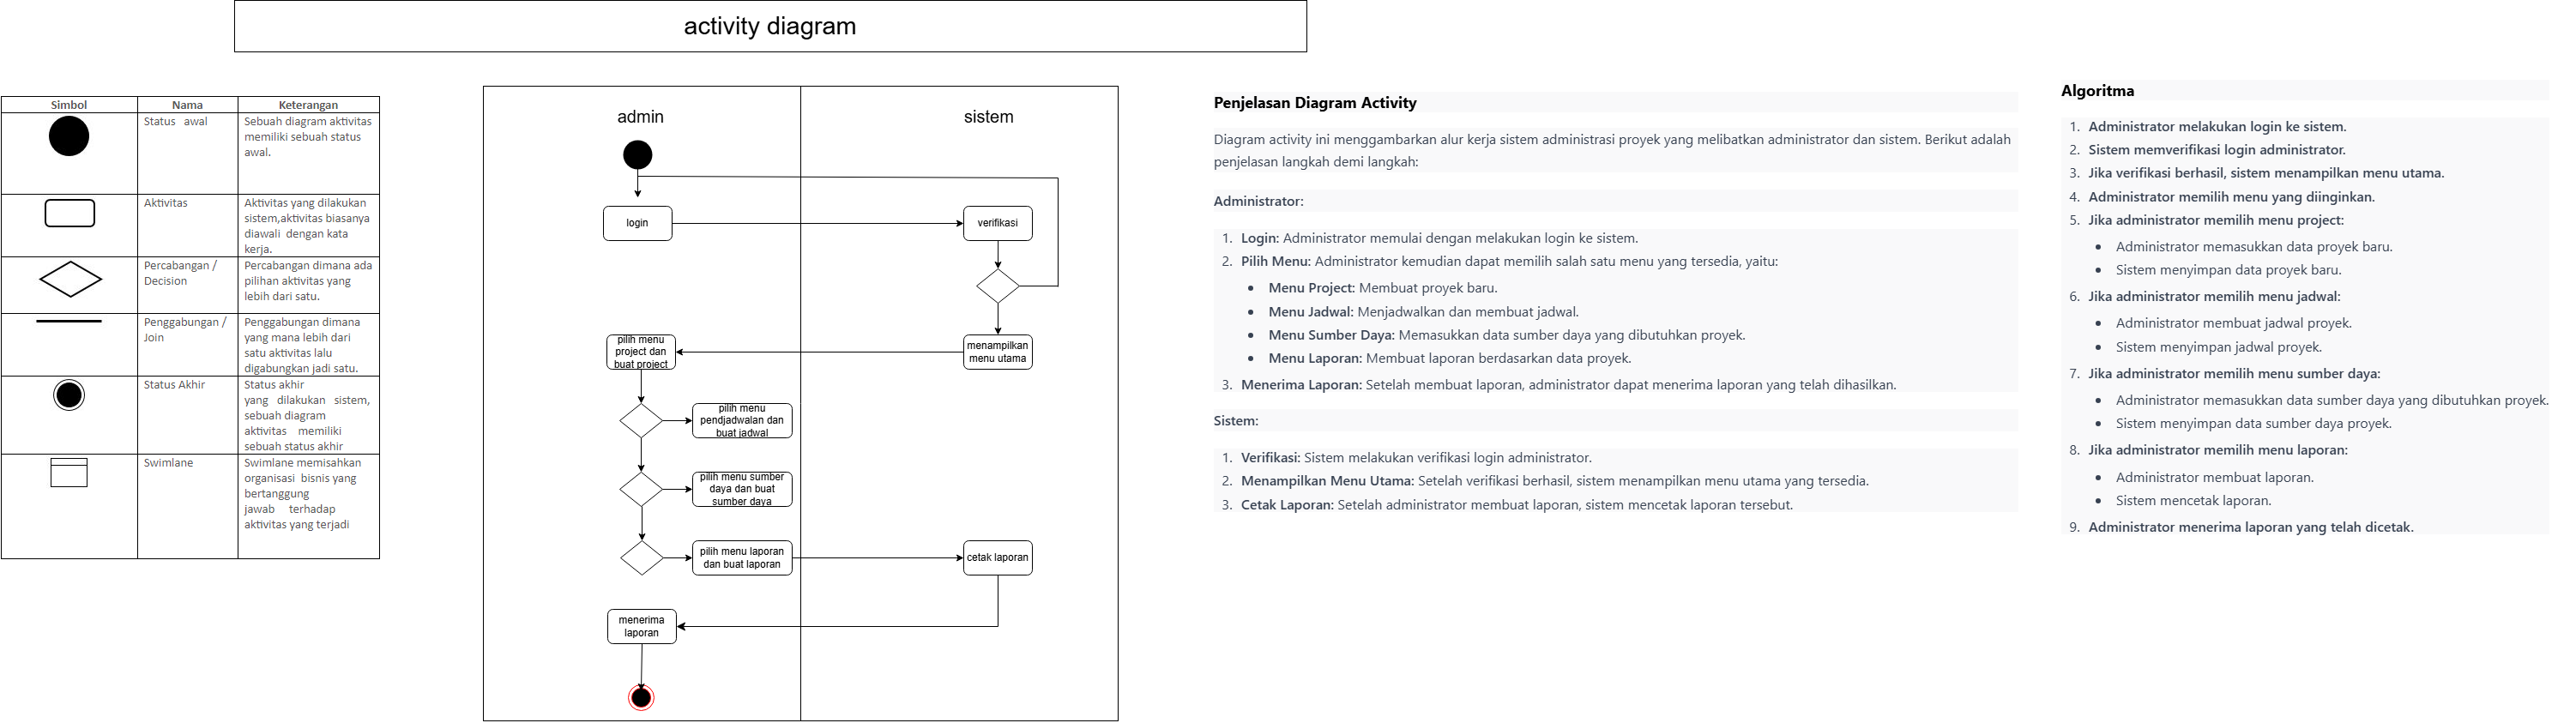 activity diagram
Simbol Nama Keterangan
Status awal
Sebuah diagram aktivitas
memiliki sebuah status
awal.
Aktivitas
Aktivitas yang dilakukan
sistem,aktivitas biasanya
diawali dengan kata
kerja.
Percabangan /
Decision
Percabangan dimana ada
pilihan aktivitas yang
lebih dari satu.
Penggabungan /
Join
Penggabungan dimana
yang mana lebih dari
satu aktivitas lalu
digabungkan jadi satu.
Status Akhir
Status akhir
yang dilakukan sistem,
sebuah diagram
aktivitas memiliki
sebuah status akhir
Swimlane
Swimlane memisahkan
organisasi bisnis yang
bertanggung
jawab terhadap
aktivitas yang terjadi
admin
sistem
login
verifikasi
menampilkan
menu utama
pilih menu
project dan
buat project
pilih menu
pendjadwalan dan
buat jadwal
pilih menu sumber
daya dan buat
sumber daya
pilih menu laporan
dan buat laporan
cetak laporan
menerima
laporan
Penjelasan Diagram Activity
Diagram activity ini menggambarkan alur kerja sistem administrasi proyek yang melibatkan administrator dan sistem. Berikut adalah
penjelasan langkah demi langkah:
Administrator:
1. Login: Administrator memulai dengan melakukan login ke sistem.
2. Pilih Menu: Administrator kemudian dapat memilih salah satu menu yang tersedia, yaitu:
• Menu Project: Membuat proyek baru.
• Menu Jadwal: Menjadwalkan dan membuat jadwal.
• Menu Sumber Daya: Memasukkan data sumber daya yang dibutuhkan proyek.
• Menu Laporan: Membuat laporan berdasarkan data proyek.
3. Menerima Laporan: Setelah membuat laporan, administrator dapat menerima laporan yang telah dihasilkan.
Sistem:
1. Verifikasi: Sistem melakukan verifikasi login administrator.
2. Menampilkan Menu Utama: Setelah verifikasi berhasil, sistem menampilkan menu utama yang tersedia.
3. Cetak Laporan: Setelah administrator membuat laporan, sistem mencetak laporan tersebut.
Algoritma
1. Administrator melakukan login ke sistem.
2. Sistem memverifikasi login administrator.
3. Jika verifikasi berhasil, sistem menampilkan menu utama.
4. Administrator memilih menu yang diinginkan.
5. Jika administrator memilih menu project:
• Administrator memasukkan data proyek baru.
• Sistem menyimpan data proyek baru.
6. Jika administrator memilih menu jadwal:
• Administrator membuat jadwal proyek.
• Sistem menyimpan jadwal proyek.
7. Jika administrator memilih menu sumber daya:
• Administrator memasukkan data sumber daya yang dibutuhkan proyek.
• Sistem menyimpan data sumber daya proyek.
8. Jika administrator memilih menu laporan:
• Administrator membuat laporan.
• Sistem mencetak laporan.
9. Administrator menerima laporan yang telah dicetak.